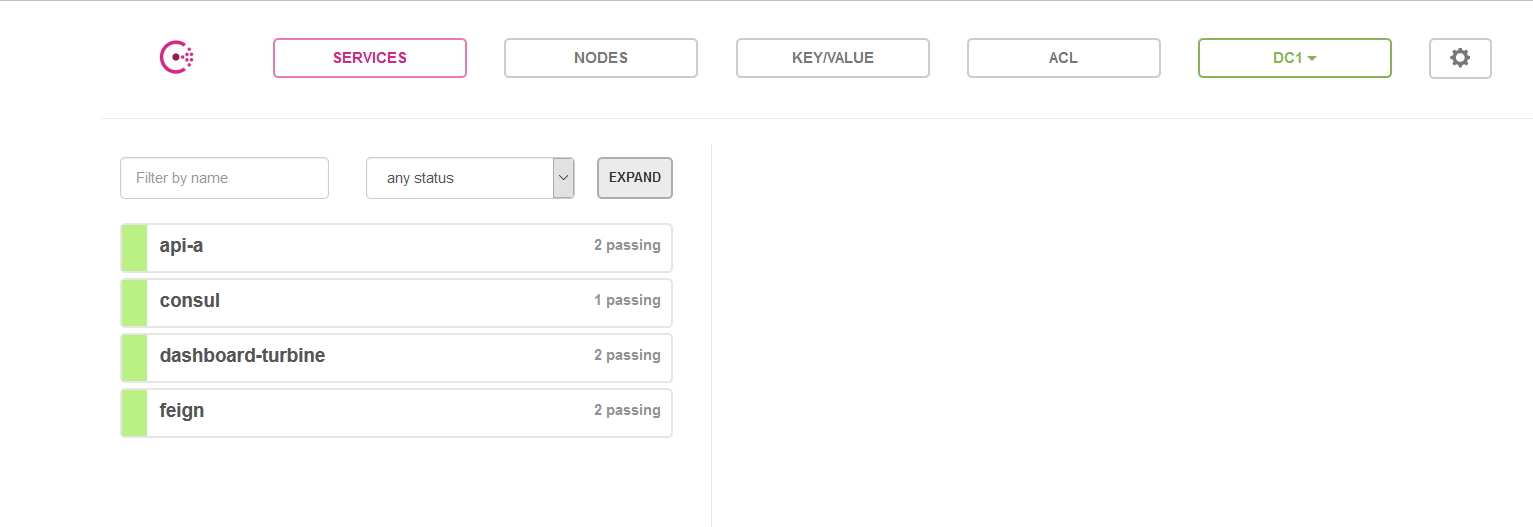 SERVICES NODES KEY/VALUE ACL DC1
Filter by name any status EXPAND
api-a 2 passing
consul 1 passing
dashboard-turbine 2 passing
feign 2 passing